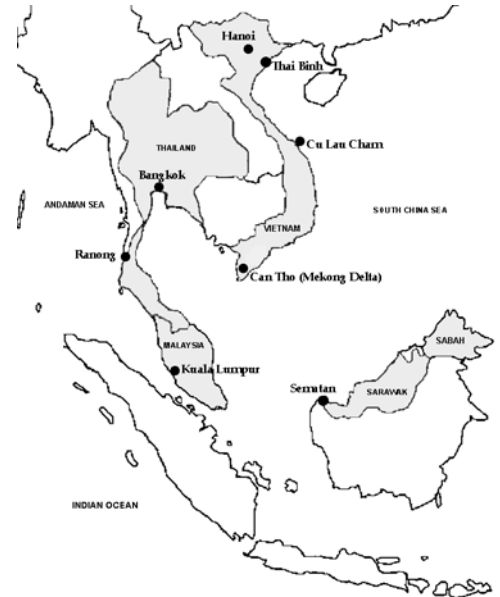 Hanoi
Thai Binh
Cu Lau Cham
THAILAND
Bangkok
ANDAMAN SEA
SOUTH CHINA SEA
VIETNAM
Ranong
Can Tho (Mekong Delta)
SABAH
MALAYSIA
Kuala Lumpur
Sematan
SARAWAK
INDIAN OCEAN